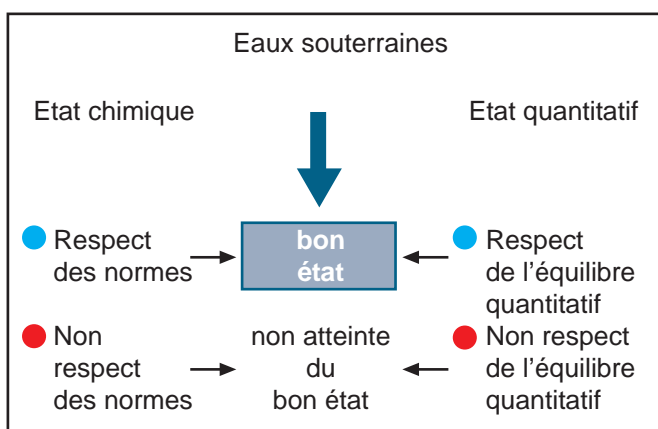 Eaux souterraines
Etat chimique
Etat quantitatif
Respect
des normes
bon
état
Respect
de l'équilibre
quantitatif
Non
respect
des normes
non atteinte
du
bon état
Non respect
de l'équilibre
quantitatif